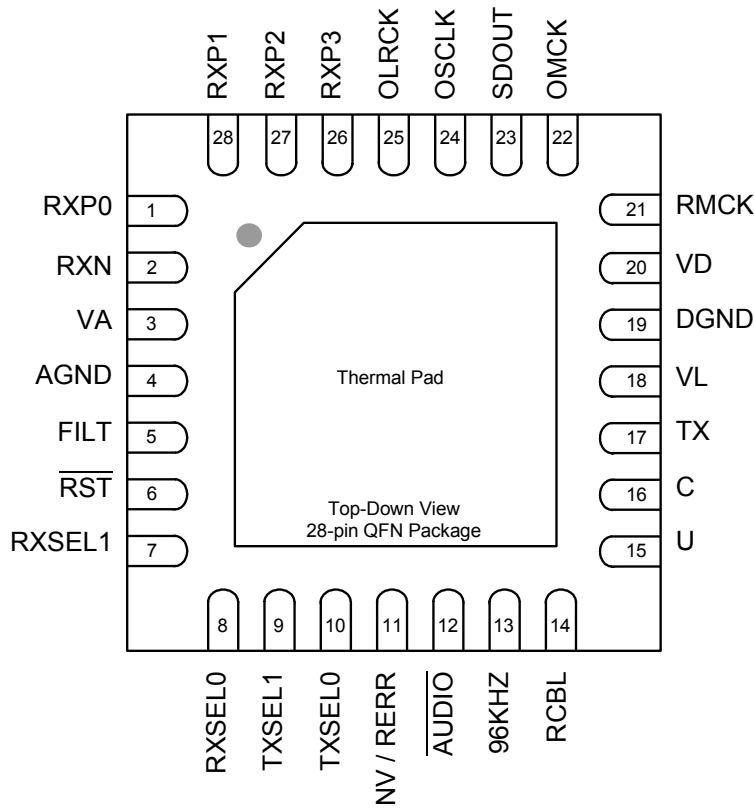 RXP1
RXP2
RXP3
OLRCK
OSCLK
SDOUT
OMCK
28
27
26
25
24
23
22
RXP0 1
RXN 2
VA 3
AGND 4
FILT 5
R̅S̅T̅ 6
RXSEL1 7
21 RMCK
20 VD
19 DGND
18 VL
17 TX
16 C
15 U
Thermal Pad
Top-Down View
28-pin QFN Package
8
9
10
11
12
13
14
RXSEL0
TXSEL1
TXSEL0
NV / RERR
A̅U̅D̅I̅O̅
96KHZ
RCBL